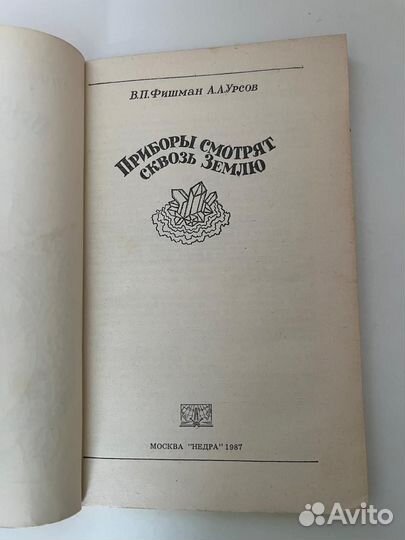 В.П.Фишман А.А.Урсов
ПРИБОРЫ СМОТРЯТ
СКВОЗЬ ЗЕМЛЮ
МОСКВА "НЕДРА" 1987
Avito